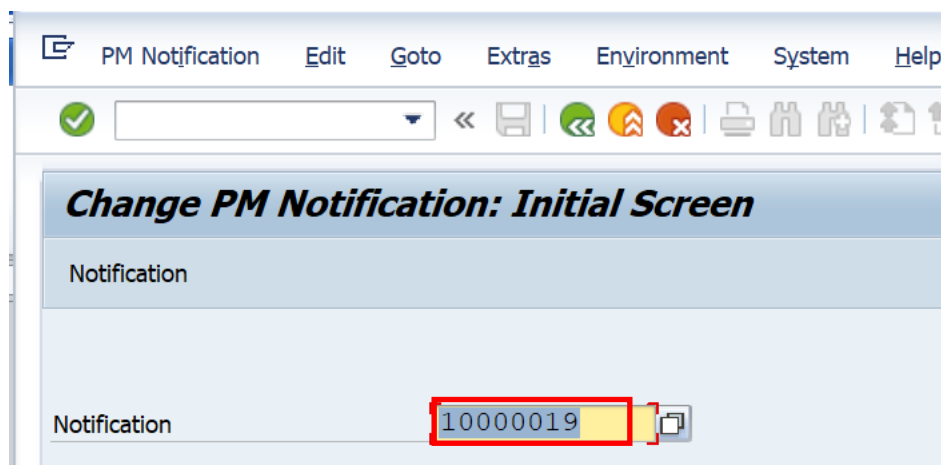 PM Notification Edit Goto Extras Environment System Help
Change PM Notification: Initial Screen
Notification
Notification 10000019